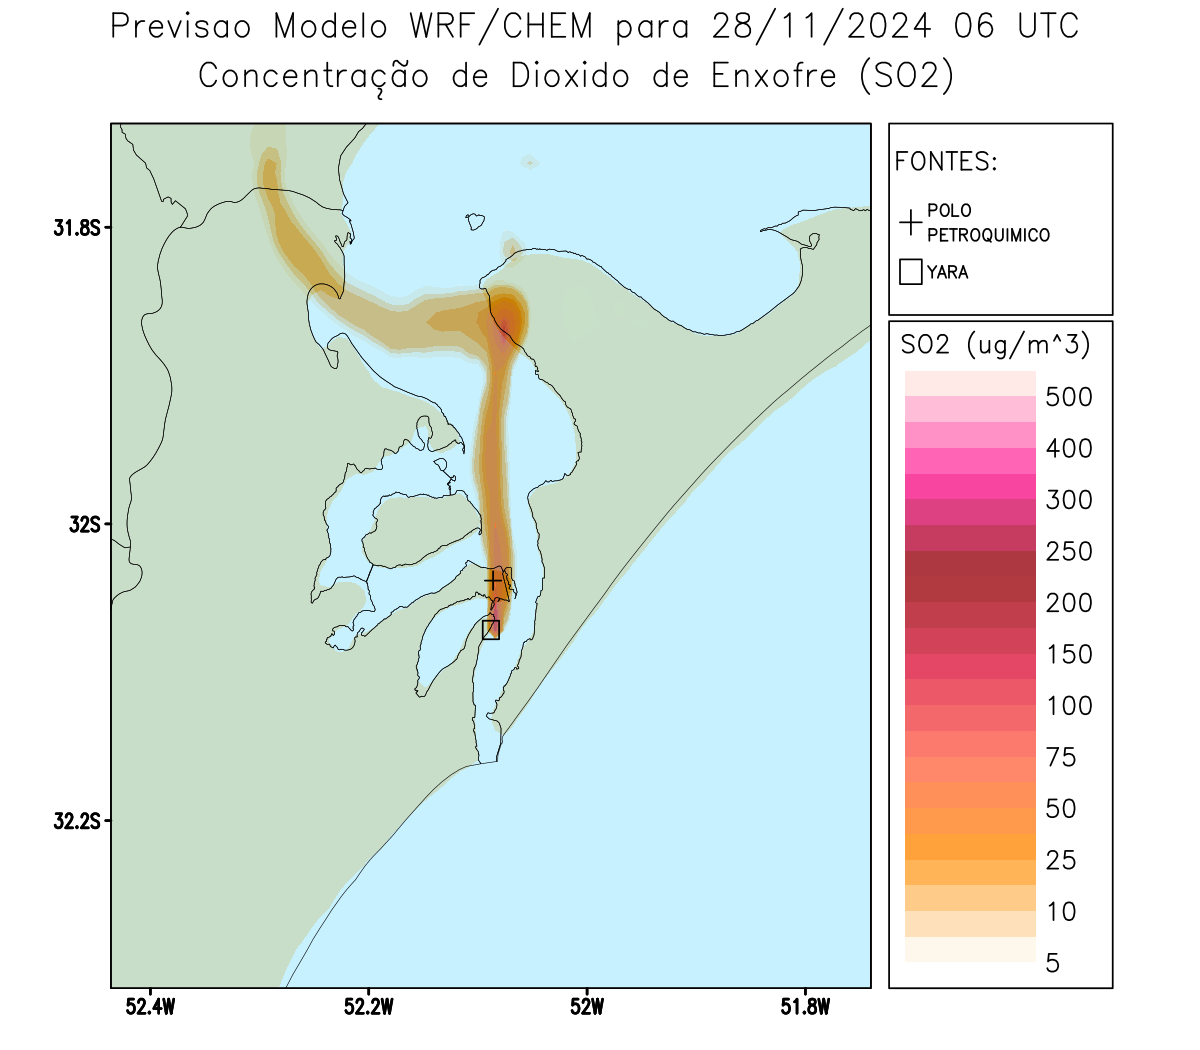 Previsao Modelo WRF/CHEM para 28/11/2024 06 UTC
Concentração de Dioxido de Enxofre (SO2)
FONTES:
POLO
PETROQUIMICO
YARA
SO2 (ug/m^3)
500
400
300
250
200
150
100
75
50
25
10
5
31.8S
32S
32.2S
52.4W
52.2W
52W
51.8W